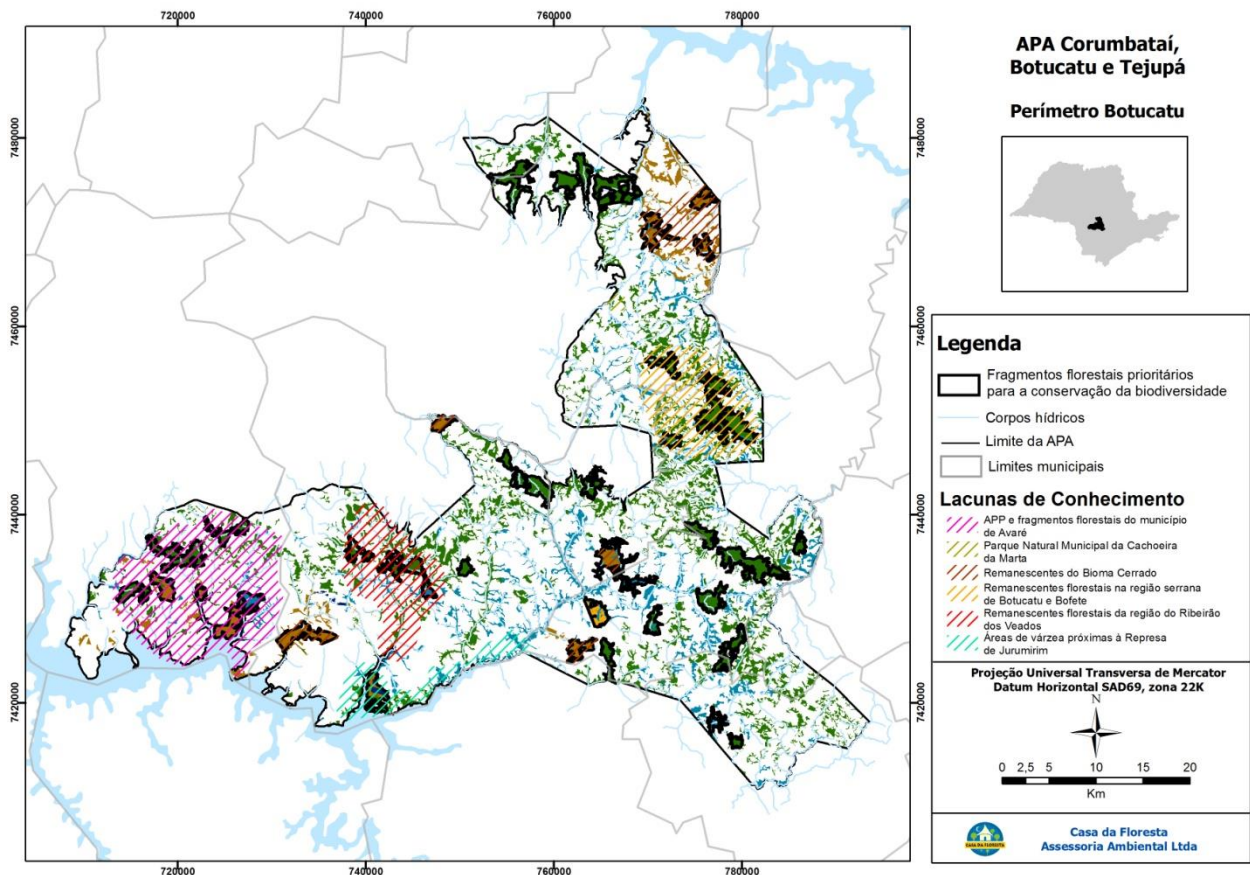 720000
740000
760000
780000
7480000
7460000
7440000
7420000
7480000
7460000
7440000
7420000
720000
740000
760000
780000
APA Corumbataí,
Botucatu e Tejupá
Perímetro Botucatu
Legenda
Fragmentos florestais prioritários
para a conservação da biodiversidade
Corpos hídricos
Limite da APA
Limites municipais
Lacunas de Conhecimento
APP e fragmentos florestais do município
de Avaré
Parque Natural Municipal da Cachoeira
da Marta
Remanescentes do Bioma Cerrado
Remanescentes florestais na região serrana
de Botucatu e Bofete
Remanescentes florestais da região do Ribeirão
dos Veados
Áreas de várzea próximas à Represa
de Jurumirim
Projeção Universal Transversa de Mercator
Datum Horizontal SAD69, zona 22K
N
0 2,5 5 10 15 20
Km
CASA DA FLORESTA
Casa da Floresta
Assessoria Ambiental Ltda